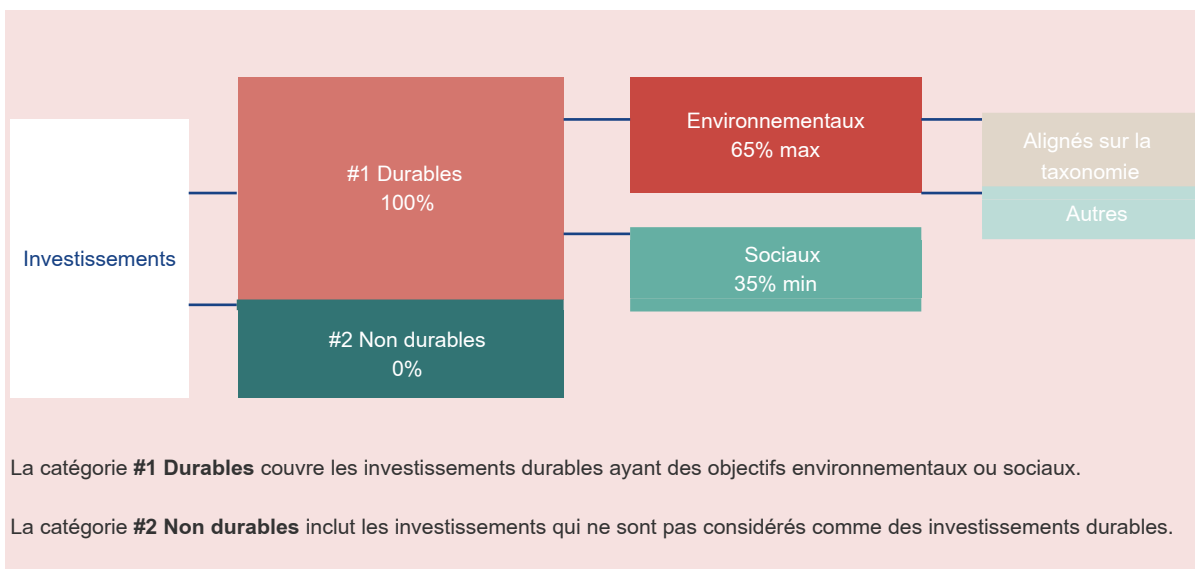 Investissements
#1 Durables
100%
#2 Non durables
0%
Environnementaux
65% max
Sociaux
35% min
Alignés sur la
taxonomie
Autres
La catégorie #1 Durables couvre les investissements durables ayant des objectifs environnementaux ou sociaux.
La catégorie #2 Non durables inclut les investissements qui ne sont pas considérés comme des investissements durables.